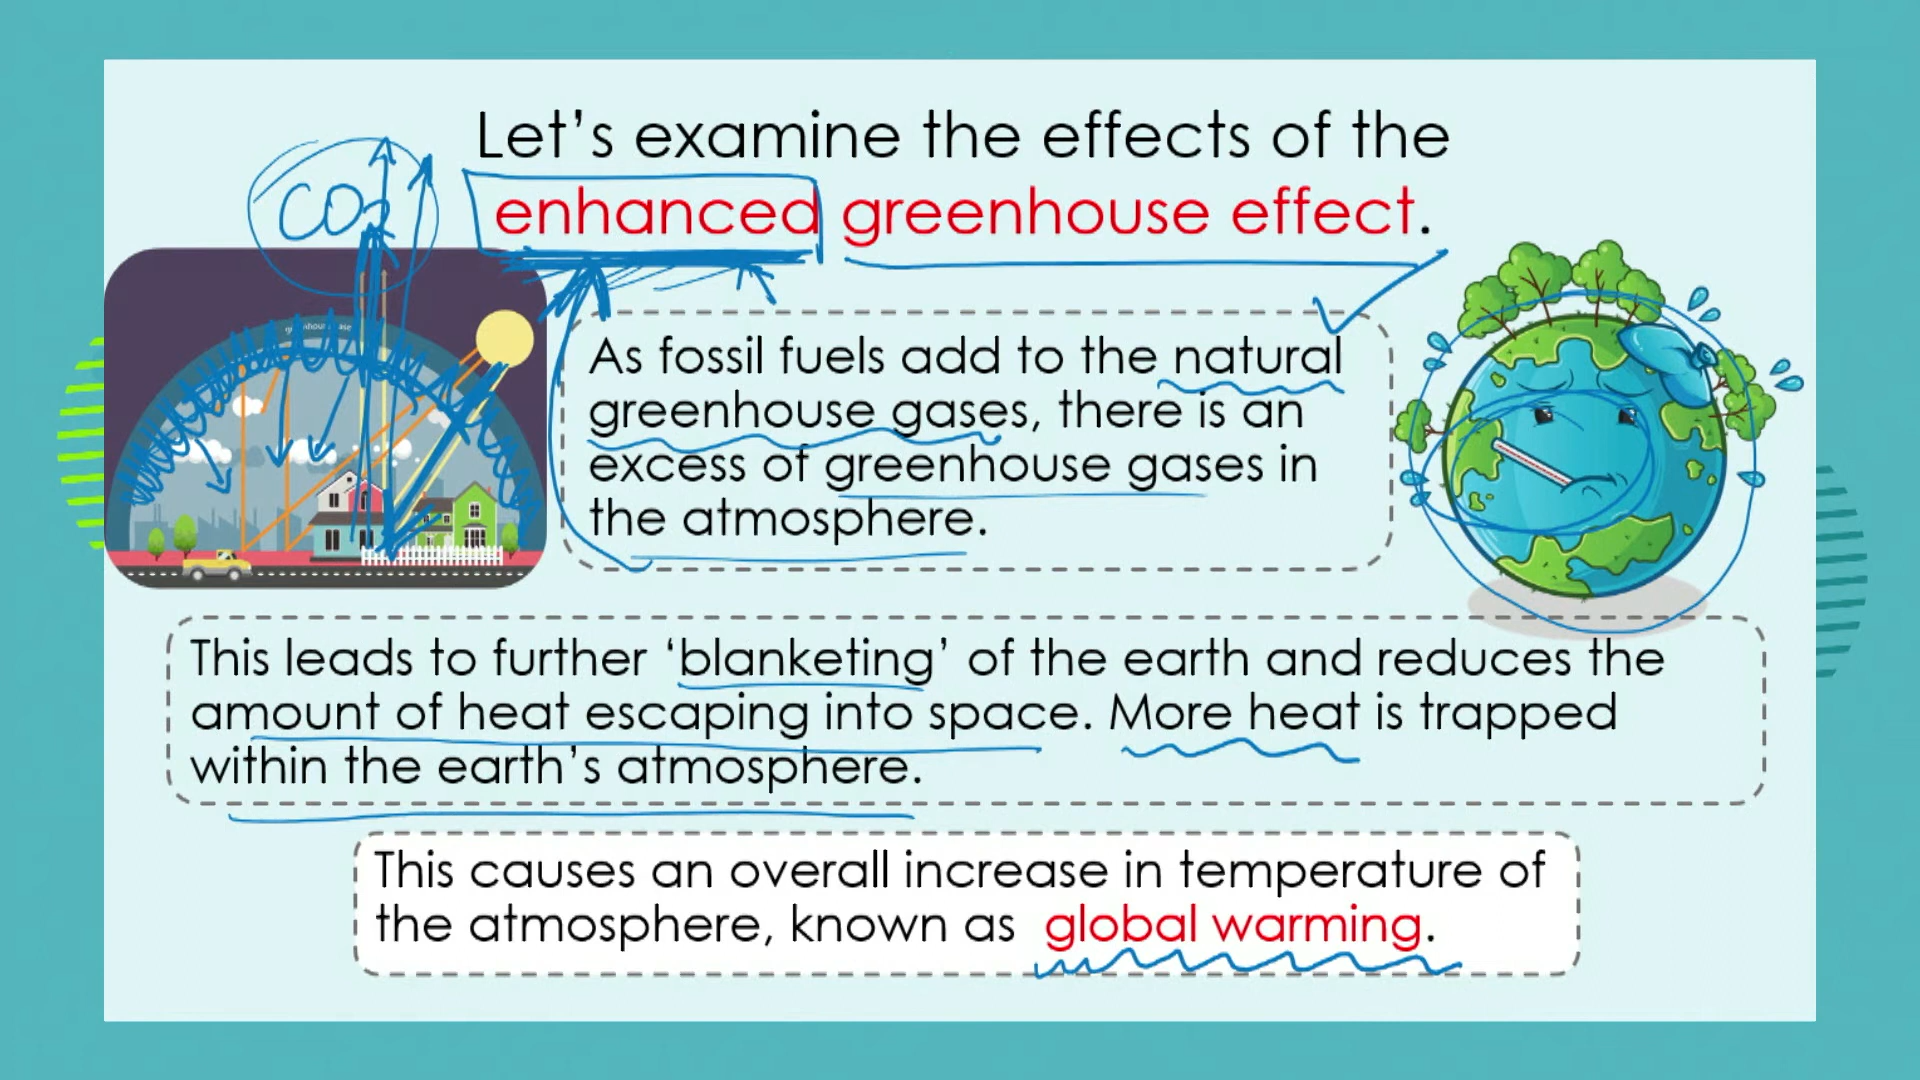 Let's examine the effects of the
enhanced greenhouse effect.
CO2
As fossil fuels add to the natural
greenhouse gases, there is an
excess of greenhouse gases in
the atmosphere.
This leads to further ‘blanketing’ of the earth and reduces the
amount of heat escaping into space. More heat is trapped
within the earth's atmosphere.
This causes an overall increase in temperature of
the atmosphere, known as global warming.